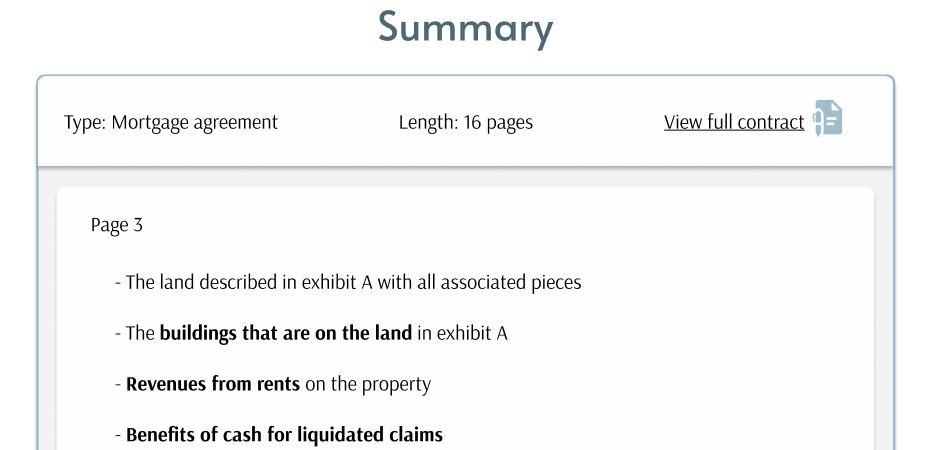 Summary
Type: Mortgage agreement
Length: 16 pages
View full contract
Page 3
- The land described in exhibit A with all associated pieces
- The buildings that are on the land in exhibit A
- Revenues from rents on the property
- Benefits of cash for liquidated claims